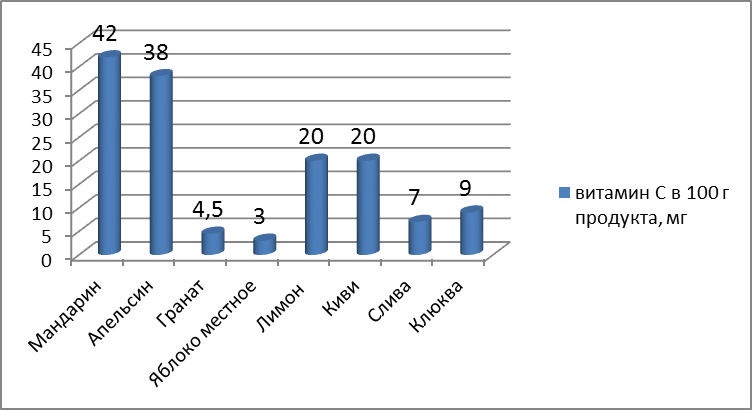 45
40
35
30
25
20
15
10
5
0
42
38
4,5
3
20
20
7
9
Мандарин
Апельсин
Гранат
Яблоко местное
Лимон
Киви
Слива
Клюква
витамин С в 100 г
продукта, мг